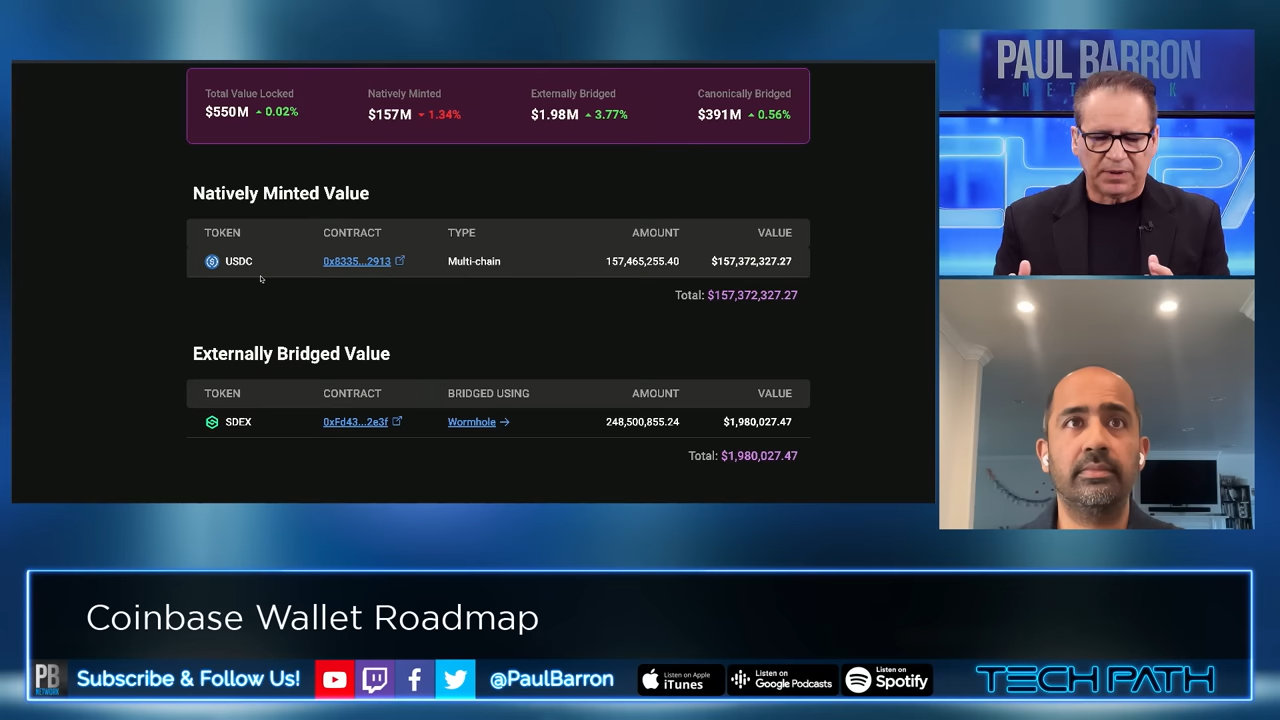 Total Value Locked
$550M 0.02%
Natively Minted
$157M 1.34%
Externally Bridged
$1.98M 3.77%
Canonically Bridged
$391M 0.56%
Natively Minted Value
TOKEN CONTRACT TYPE AMOUNT VALUE
USDC 0x8335...2913 Multi-chain 157,465,255.40 $157,372,327.27
Total: $157,372,327.27
Externally Bridged Value
TOKEN CONTRACT BRIDGED USING AMOUNT VALUE
SDEX 0xFd43...2e3f Wormhole → 248,500,855.24 $1,980,027.47
Total: $1,980,027.47
PAUL BARRON
NETWORK
Coinbase Wallet Roadmap
PB
NETWORK
Subscribe & Follow Us!
@PaulBarron
Listen on Apple
iTunes
Listen on
Google Podcasts
Listen on
Spotify
TECH PATH